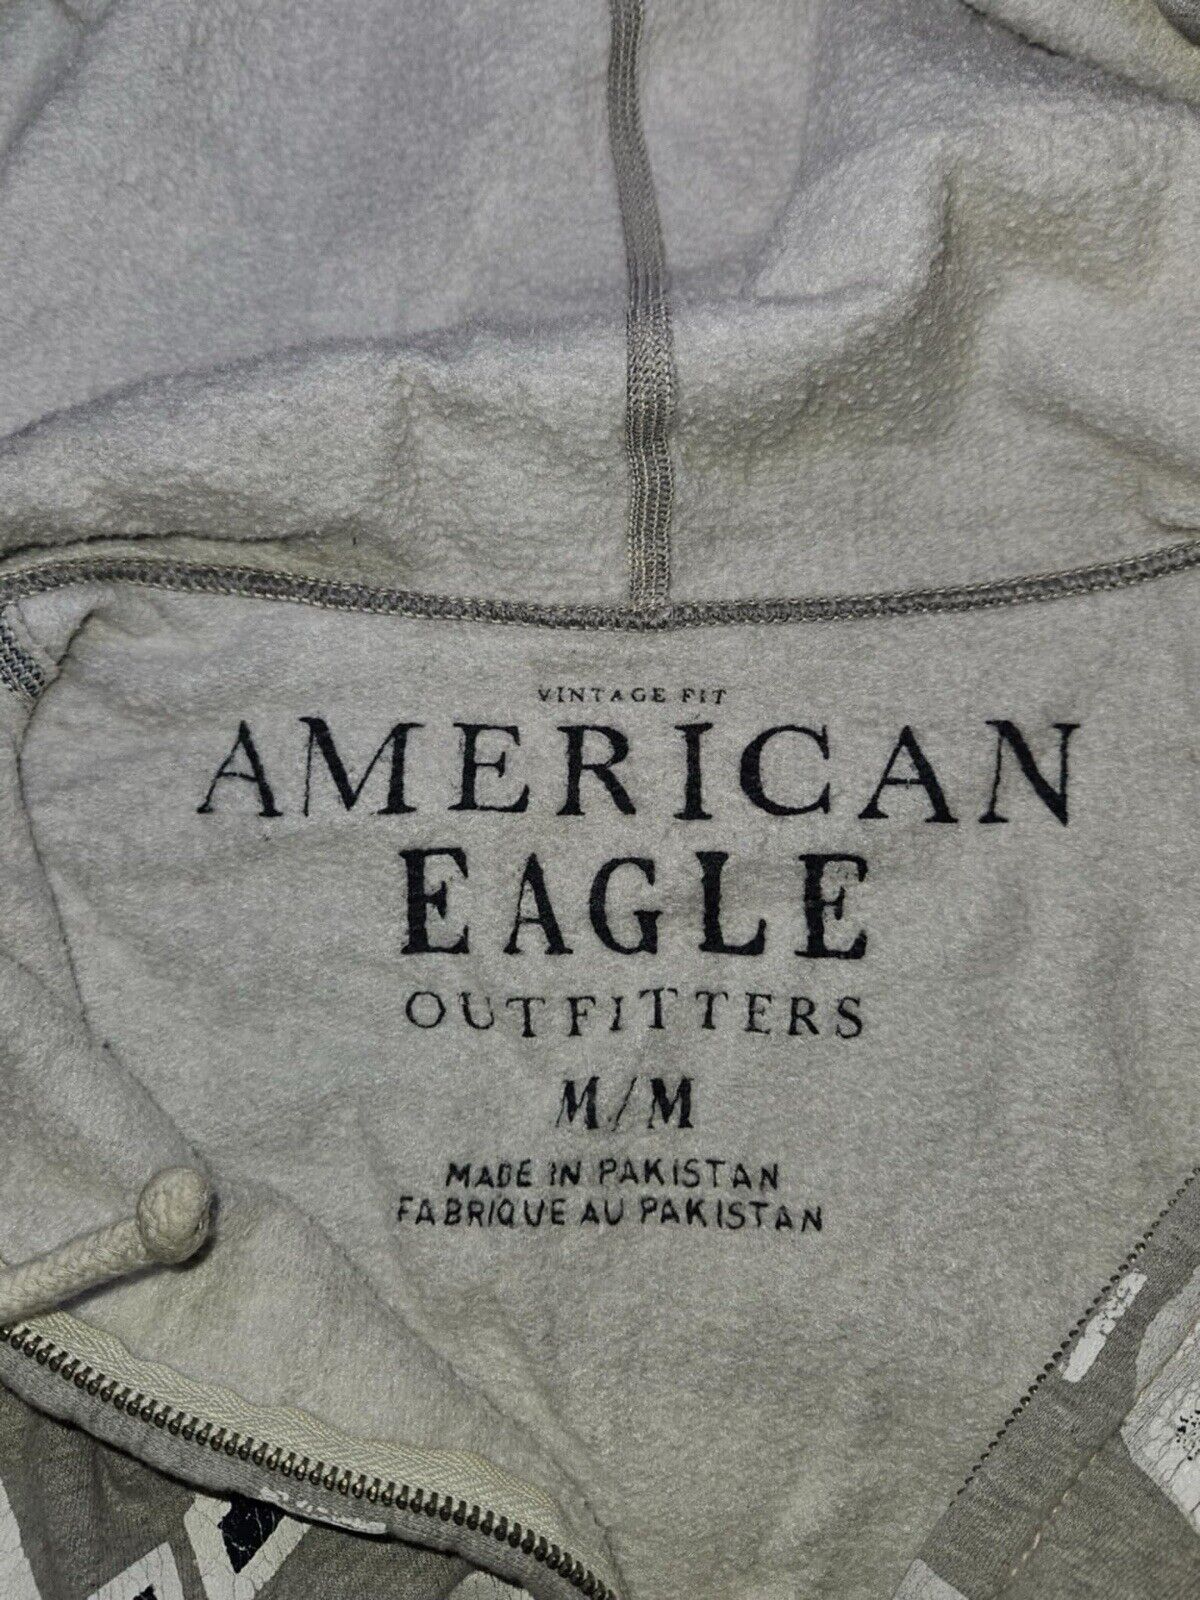 VINTAGE FIT
AMERICAN
EAGLE
OUTFITTERS
M/M
MADE IN PAKISTAN
FABRIQUE AU PAKISTAN